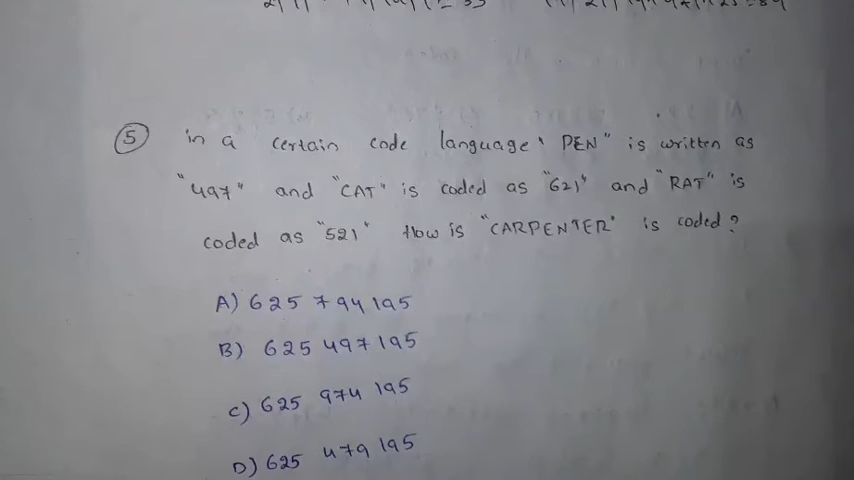 5 in a certain code language " PEN" is written as
"497" and "CAT" is coded as "621" and "RAT" is
coded as "521" How is "CARPENTER" is coded?
A) 625 794 195
B) 625 497 195
C) 625 974 195
D) 625 479 195